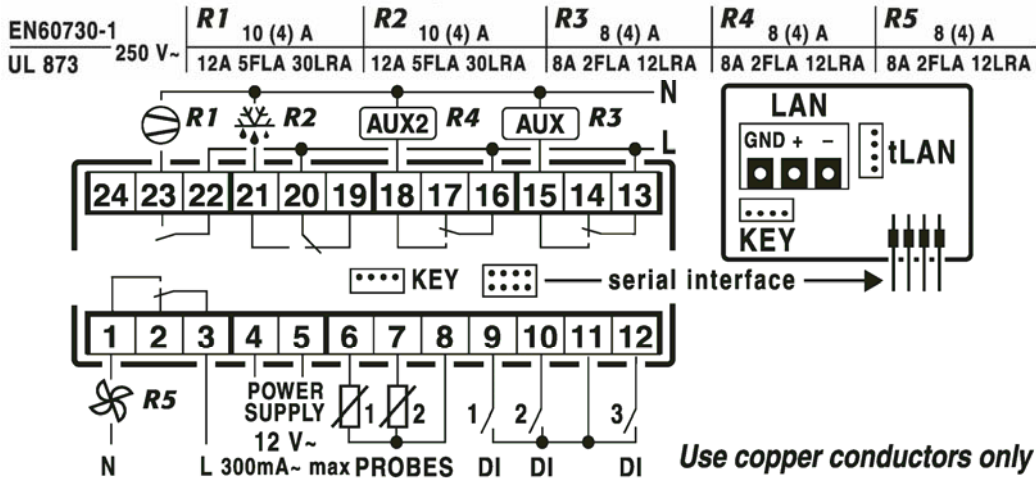 R1 R2 R3 R4 R5
EN60730-1 250 V~ 10 (4) A 10 (4) A 8 (4) A 8 (4) A 8 (4) A
UL 873 12A 5FLA 30LRA 12A 5FLA 30LRA 8A 2FLA 12LRA 8A 2FLA 12LRA 8A 2FLA 12LRA
N
R1 R2 AUX2 R4 AUX R3
L
24 23 22 21 20 19 18 17 16 15 14 13
LAN
GND + -
tLAN
KEY
KEY serial interface
1 2 3 4 5 6 7 8 9 10 11 12
R5 POWER
SUPPLY 1 2 1 2 3
12 V~
N L 300mA~ max PROBES DI DI DI
Use copper conductors only